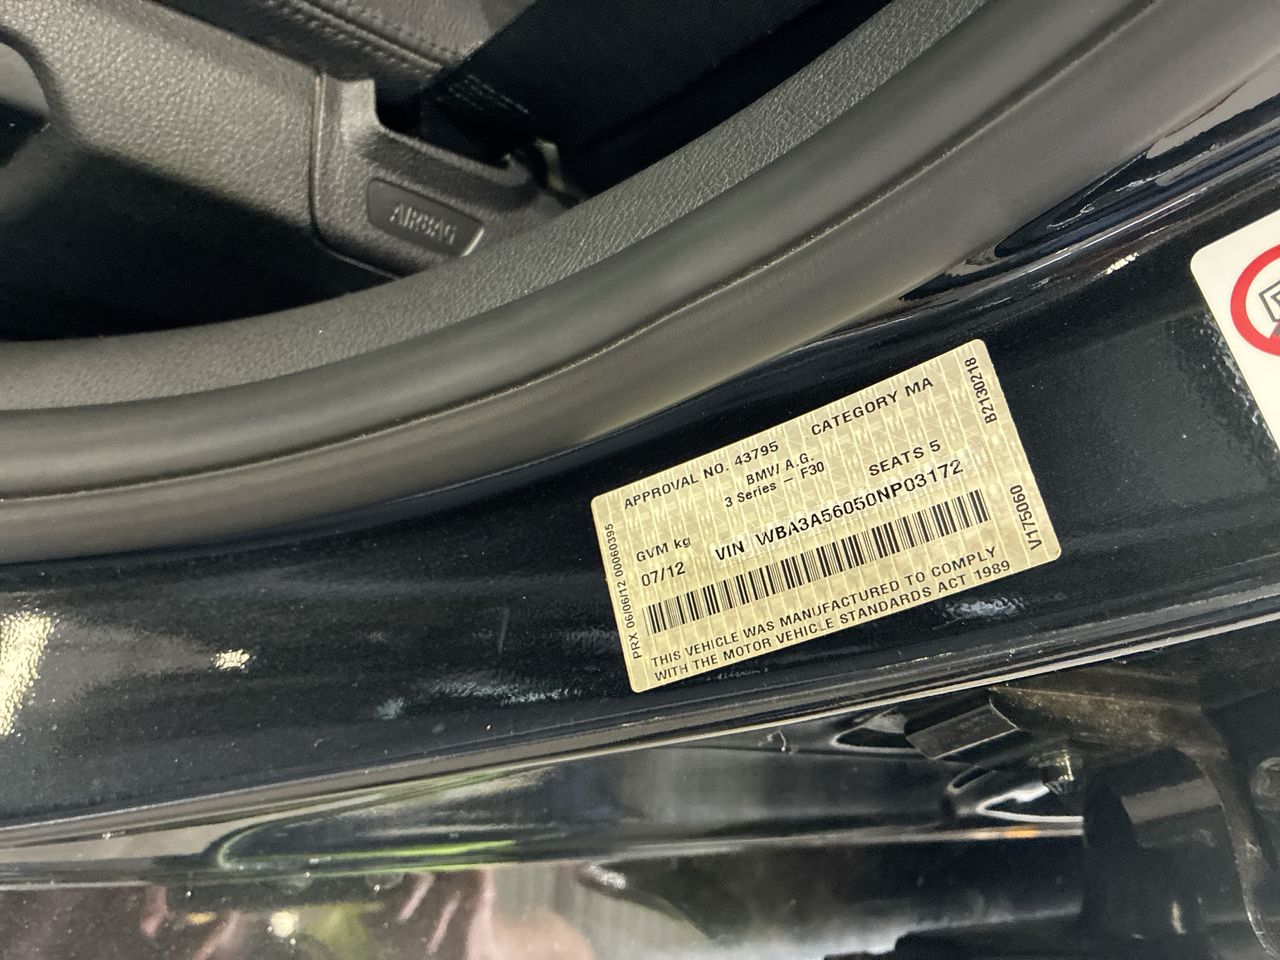 AIRBAG
APPROVAL NO. 43795 CATEGORY MA
BMW A.G.
3 Series - F30 SEATS 5
GVM kg
07/12 VIN WBA3A56050NP03172
THIS VEHICLE WAS MANUFACTURED TO COMPLY
WITH THE MOTOR VEHICLE STANDARDS ACT 1989
PRX 06/06/12 00060395
B2130218
V175060